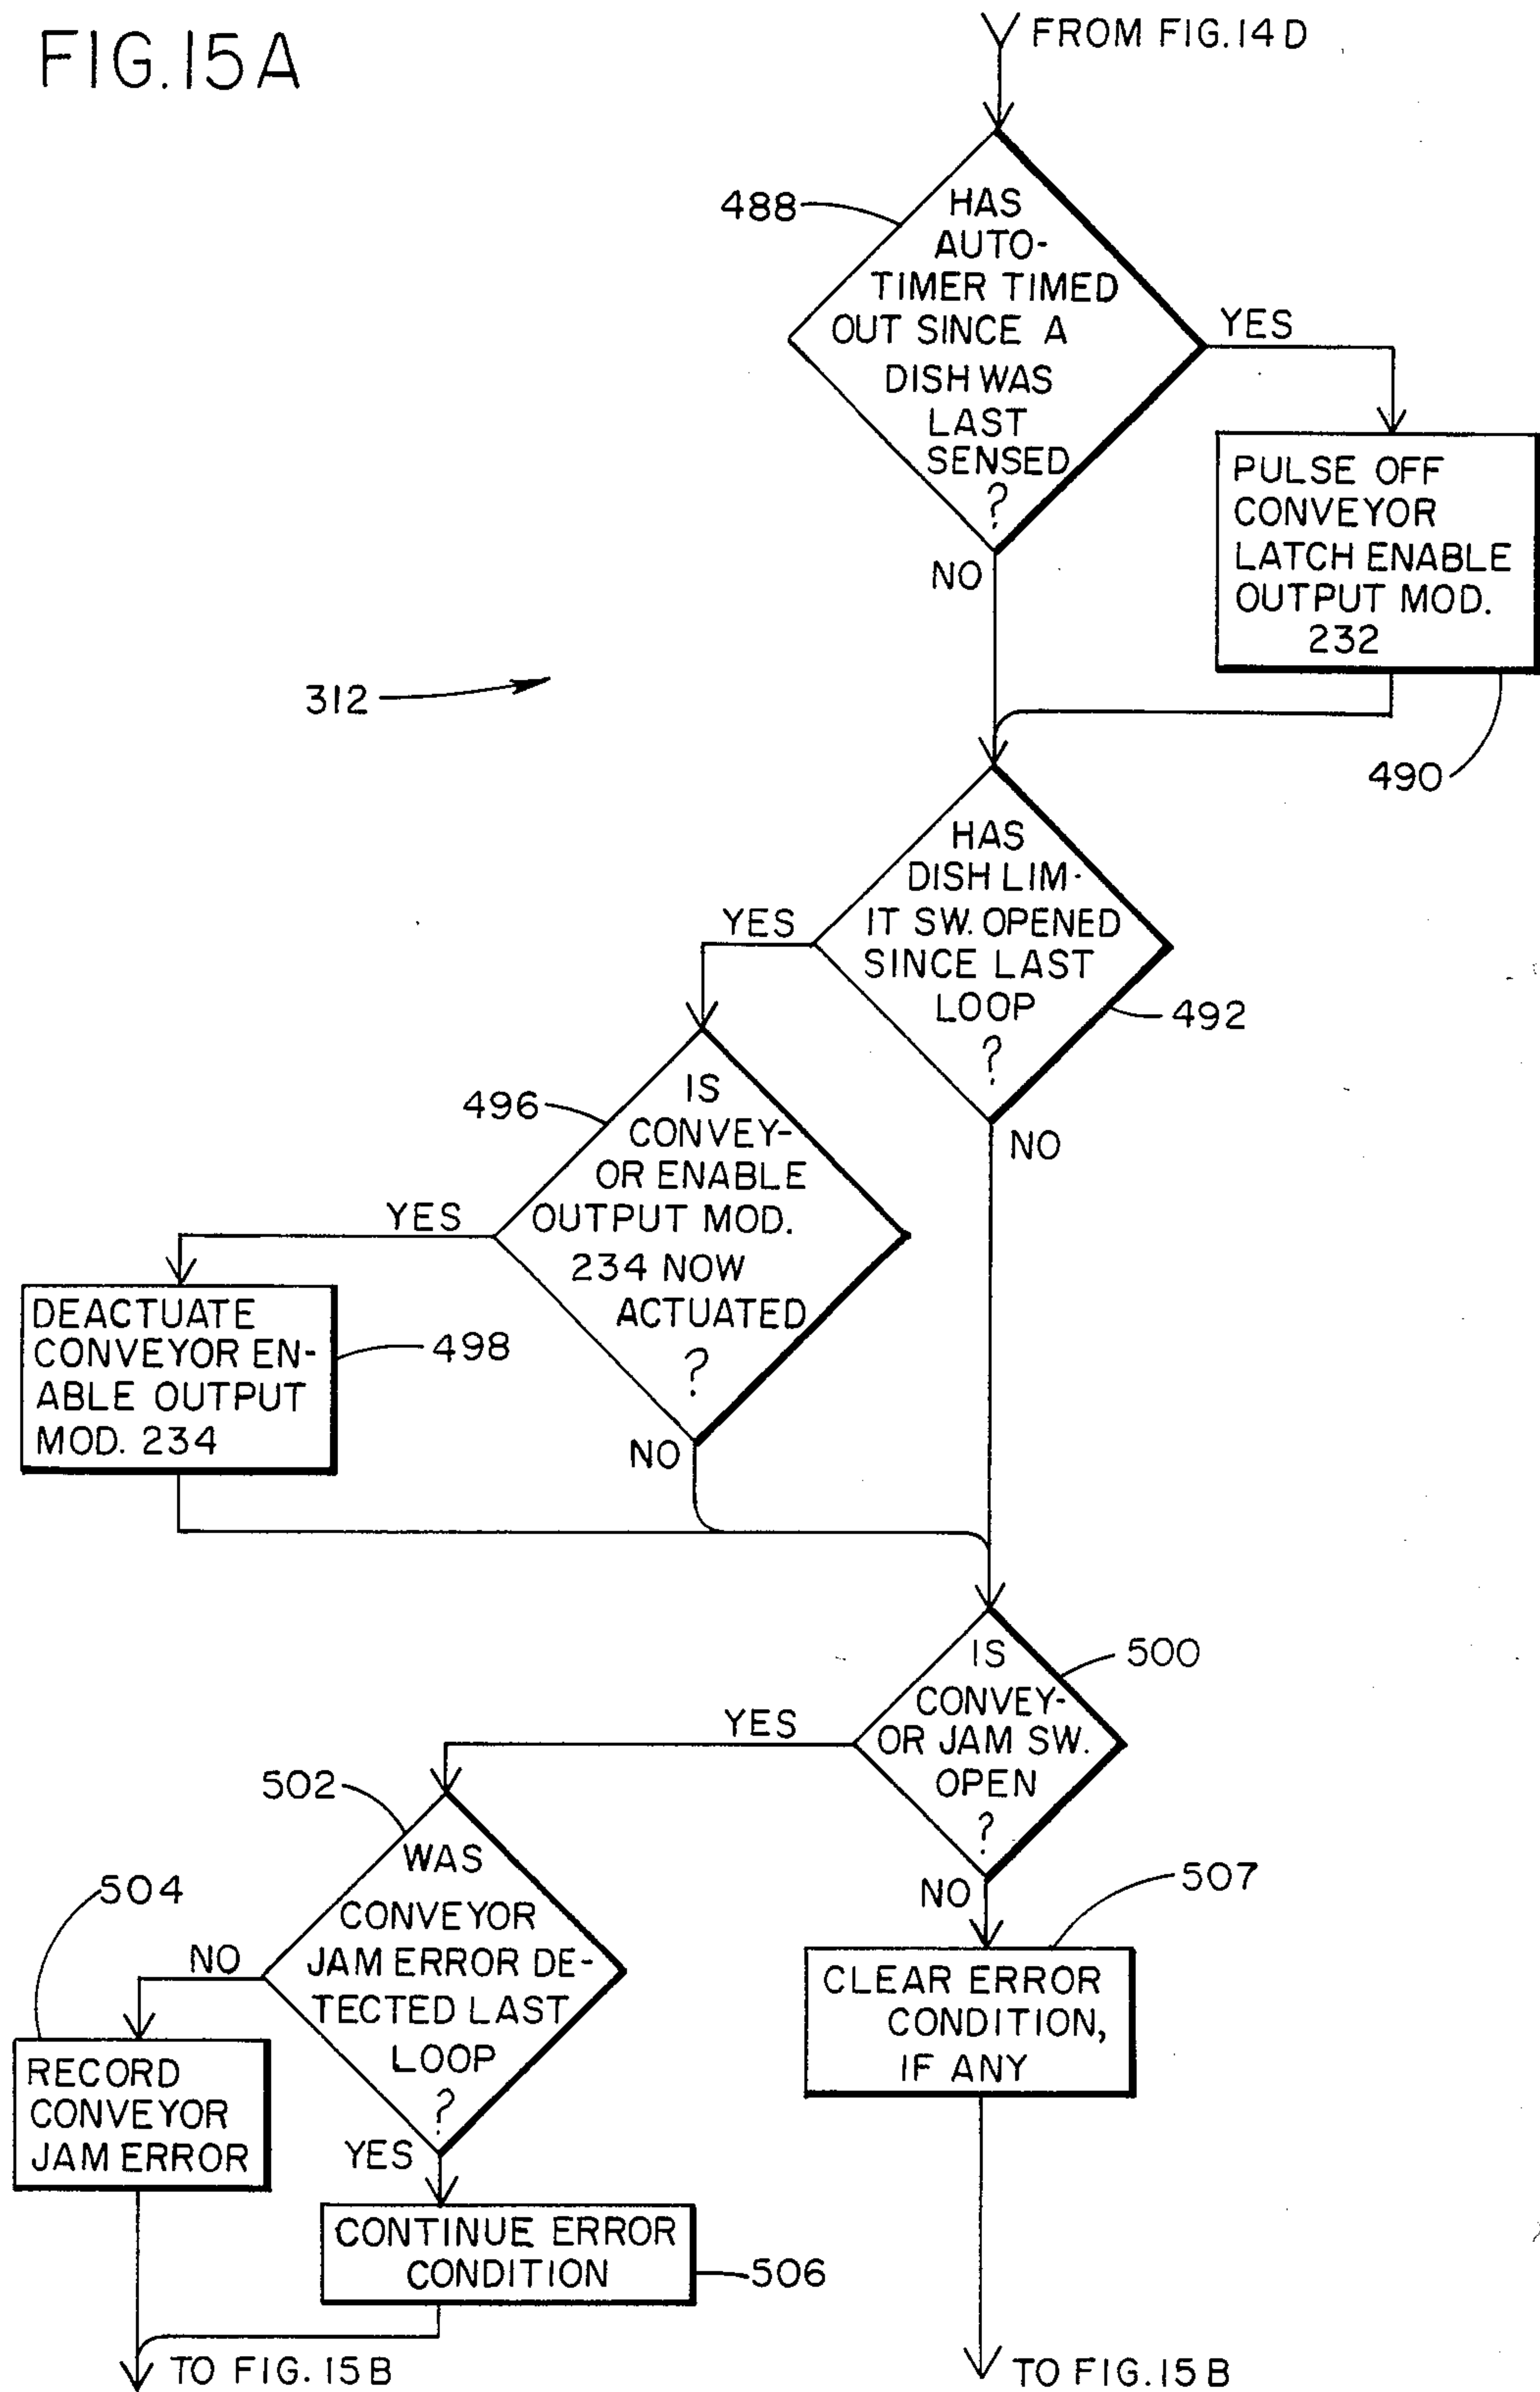 FIG. 15A
FROM FIG. 14D
488
HAS
AUTO-
TIMER TIMED
OUT SINCE A
DISH WAS
LAST
SENSED
?
YES
NO
PULSE OFF
CONVEYOR
LATCH ENABLE
OUTPUT MOD.
232
490
312
HAS
DISH LIM-
IT SW. OPENED
SINCE LAST
LOOP
?
492
YES
NO
496
IS
CONVEY-
OR ENABLE
OUTPUT MOD.
234 NOW
ACTUATED
?
YES
NO
DEACTUATE
CONVEYOR EN-
ABLE OUTPUT
MOD. 234
498
IS
CONVEY-
OR JAM SW.
OPEN
?
500
YES
NO
502
WAS
CONVEYOR
JAM ERROR DE-
TECTED LAST
LOOP
?
NO
YES
504
RECORD
CONVEYOR
JAM ERROR
CONTINUE ERROR
CONDITION
506
507
CLEAR ERROR
CONDITION,
IF ANY
TO FIG. 15B
TO FIG. 15B